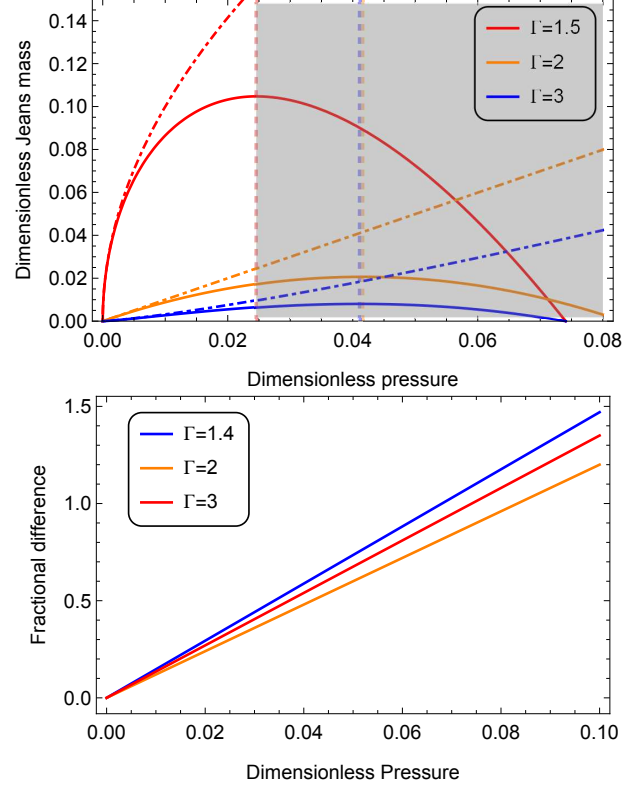 Dimensionless Jeans mass
0.14
0.12
0.10
0.08
0.06
0.04
0.02
0.00
Γ=1.5
Γ=2
Γ=3
0.00 0.02 0.04 0.06 0.08
Dimensionless pressure
Fractional difference
1.5
1.0
0.5
0.0
Γ=1.4
Γ=2
Γ=3
0.00 0.02 0.04 0.06 0.08 0.10
Dimensionless Pressure